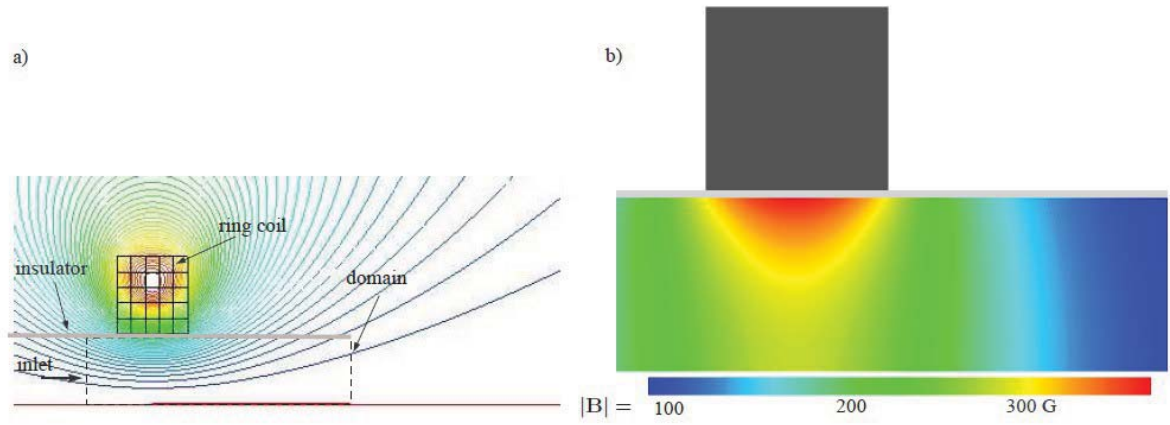 a)
b)
ring coil
insulator
domain
inlet
|B| = 100 200 300 G